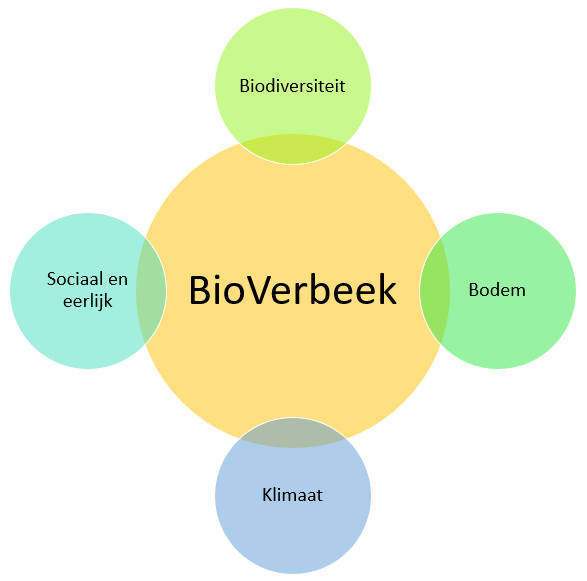 Biodiversiteit
Sociaal en
eerlijk
BioVerbeek
Bodem
Klimaat